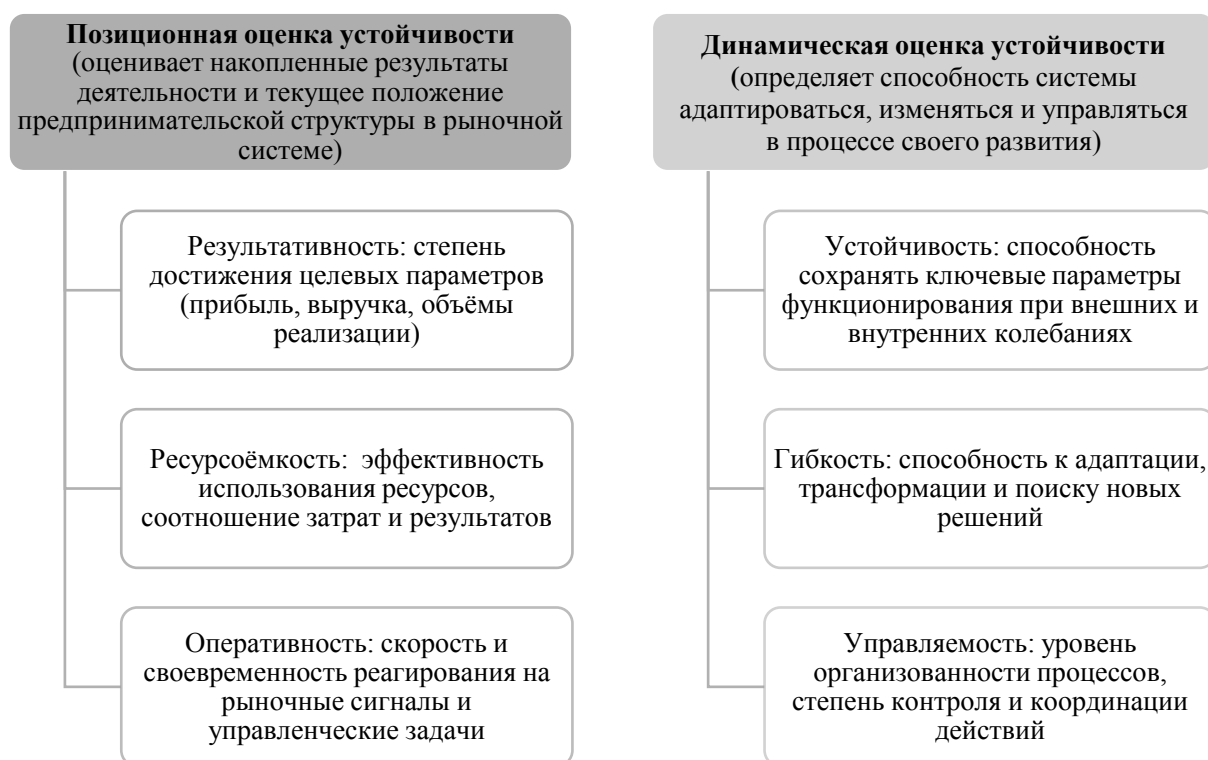 Позиционная оценка устойчивости
(оценивает накопленные результаты
деятельности и текущее положение
предпринимательской структуры в рыночной
системе)
Результативность: степень
достижения целевых параметров
(прибыль, выручка, объёмы
реализации)
Ресурсоёмкость: эффективность
использования ресурсов,
соотношение затрат и результатов
Оперативность: скорость и
своевременность реагирования на
рыночные сигналы и
управленческие задачи
Динамическая оценка устойчивости
(определяет способность системы
адаптироваться, изменяться и управляться
в процессе своего развития)
Устойчивость: способность
сохранять ключевые параметры
функционирования при внешних и
внутренних колебаниях
Гибкость: способность к адаптации,
трансформации и поиску новых
решений
Управляемость: уровень
организованности процессов,
степень контроля и координации
действий